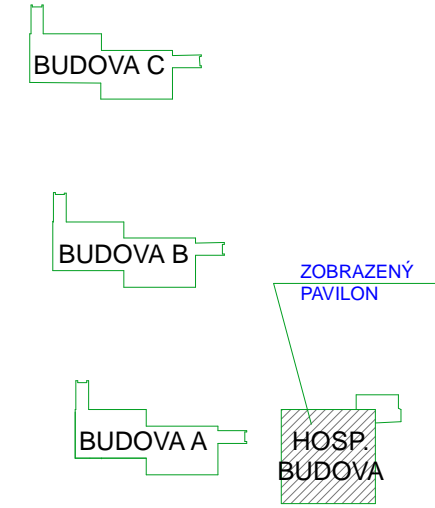 BUDOVA C
BUDOVA B
ZOBRAZENÝ
PAVILON
BUDOVA A
HOSP.
BUDOVA